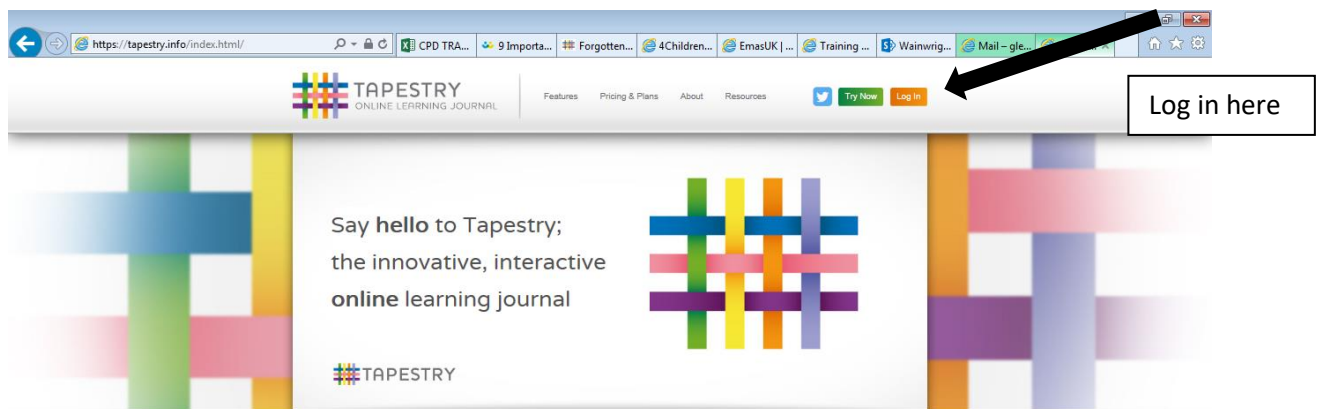 https://tapestry.info/index.html/ CPD TRA... 9 Importa... Forgotten... 4Children... EmasUK | ... Training ... Wainwrig... Mail – gle...
TAPESTRY
ONLINE LEARNING JOURNAL
Features Pricing & Plans About Resources Try Now Log In
Log in here
Say hello to Tapestry;
the innovative, interactive
online learning journal
TAPESTRY